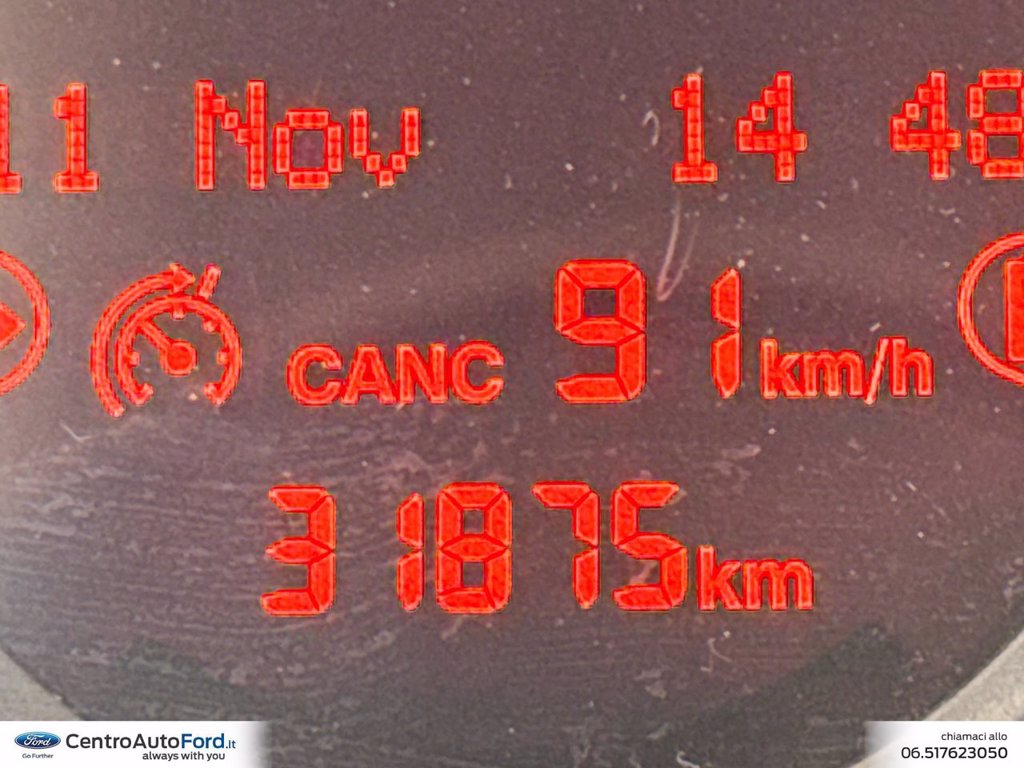 11 Nov 14 48
CANC 91 km/h
31875 km
Ford
Go Further
CentroAutoFord.it
always with you
chiamaci allo
06.517623050